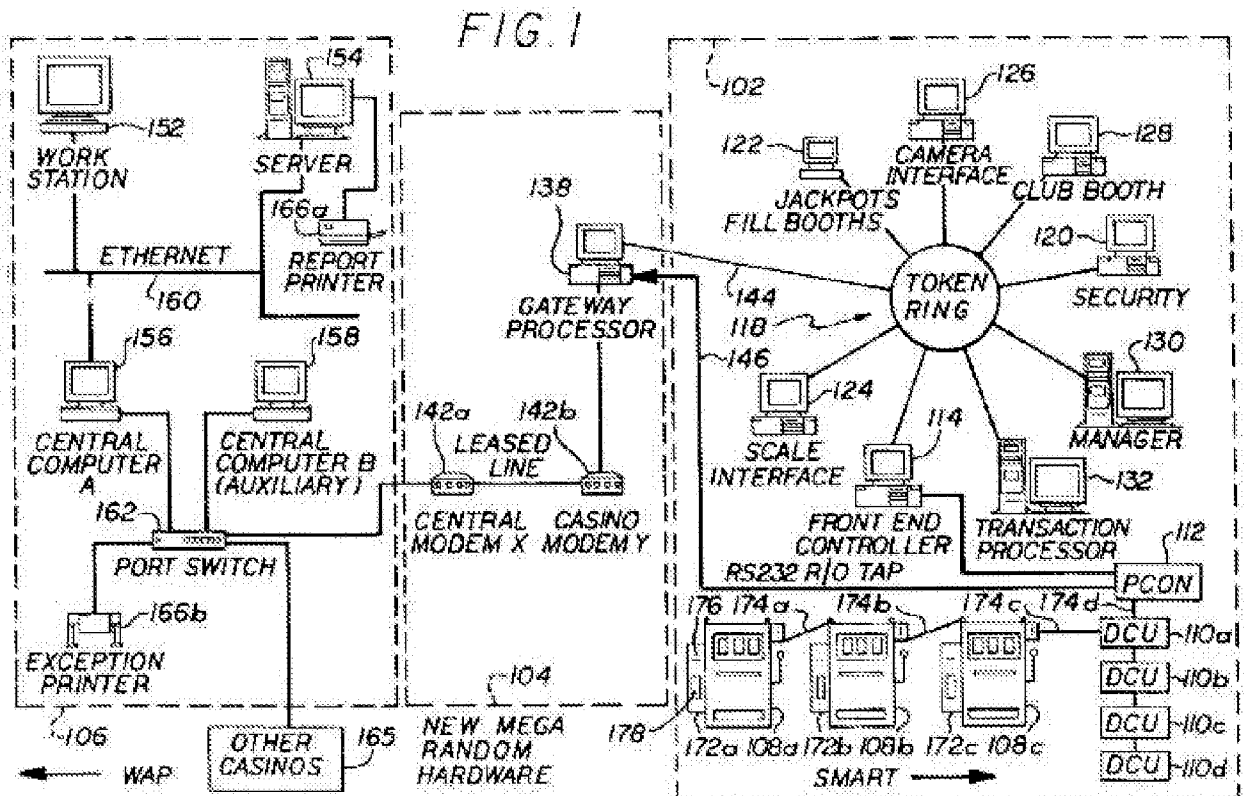 FIG. 1
154
152
WORK
STATION
SERVER
166a
REPORT
PRINTER
ETHERNET
160
156
158
CENTRAL
COMPUTER
A
CENTRAL
COMPUTER B
(AUXILIARY)
162
PORT SWITCH
166b
EXCEPTION
PRINTER
106
OTHER
CASINOS
165
WAP
138
GATEWAY
PROCESSOR
142a
142b
LEASED
LINE
CENTRAL
MODEM X
CASINO
MODEM Y
104
NEW MEGA
RANDOM
HARDWARE
102
126
CAMERA
INTERFACE
122
JACKPOTS
FILL BOOTHS
128
CLUB BOOTH
120
SECURITY
TOKEN
RING
118
144
146
130
MANAGER
124
SCALE
INTERFACE
114
FRONT END
CONTROLLER
132
TRANSACTION
PROCESSOR
112
PCON
RS232 R/O TAP
176
174a
174b
174c
174d
DCU
110a
DCU
110b
DCU
110c
DCU
110d
178
172a
108a
172b
108b
172c
108c
SMART